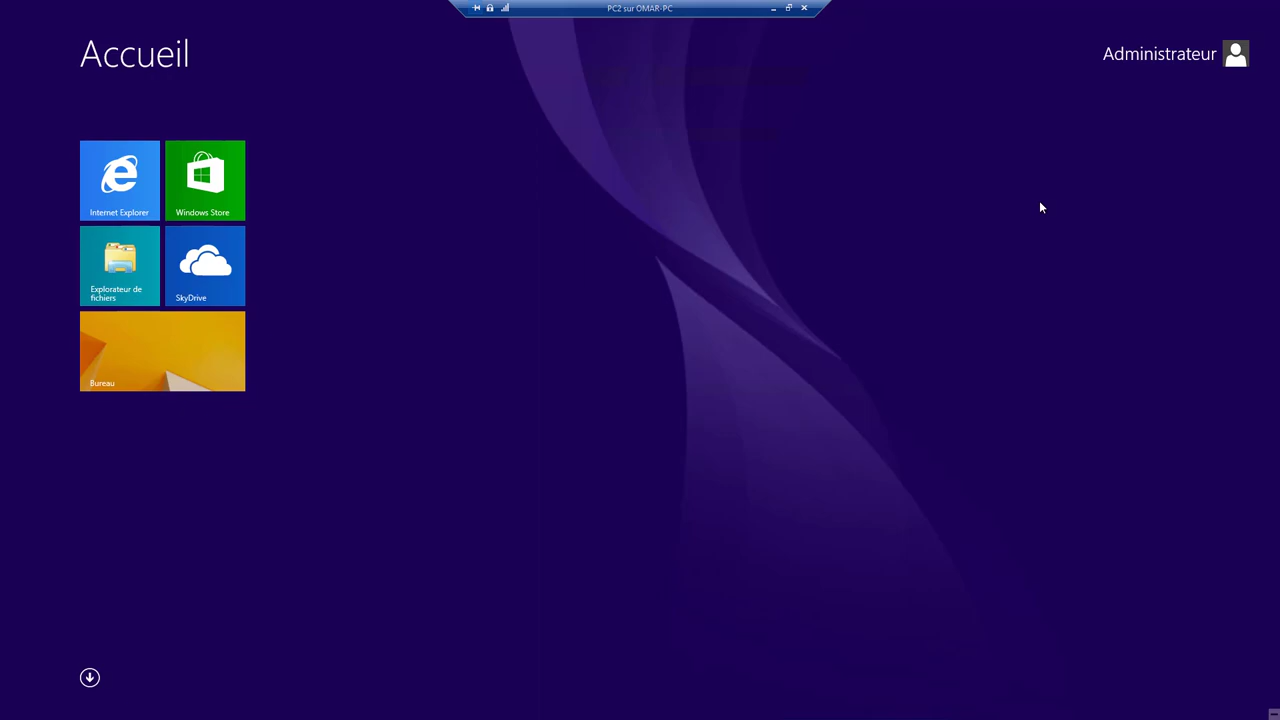 PC2 sur OMAR-PC
Accueil
Administrateur
Internet Explorer
Windows Store
Explorateur de
fichiers
SkyDrive
Bureau